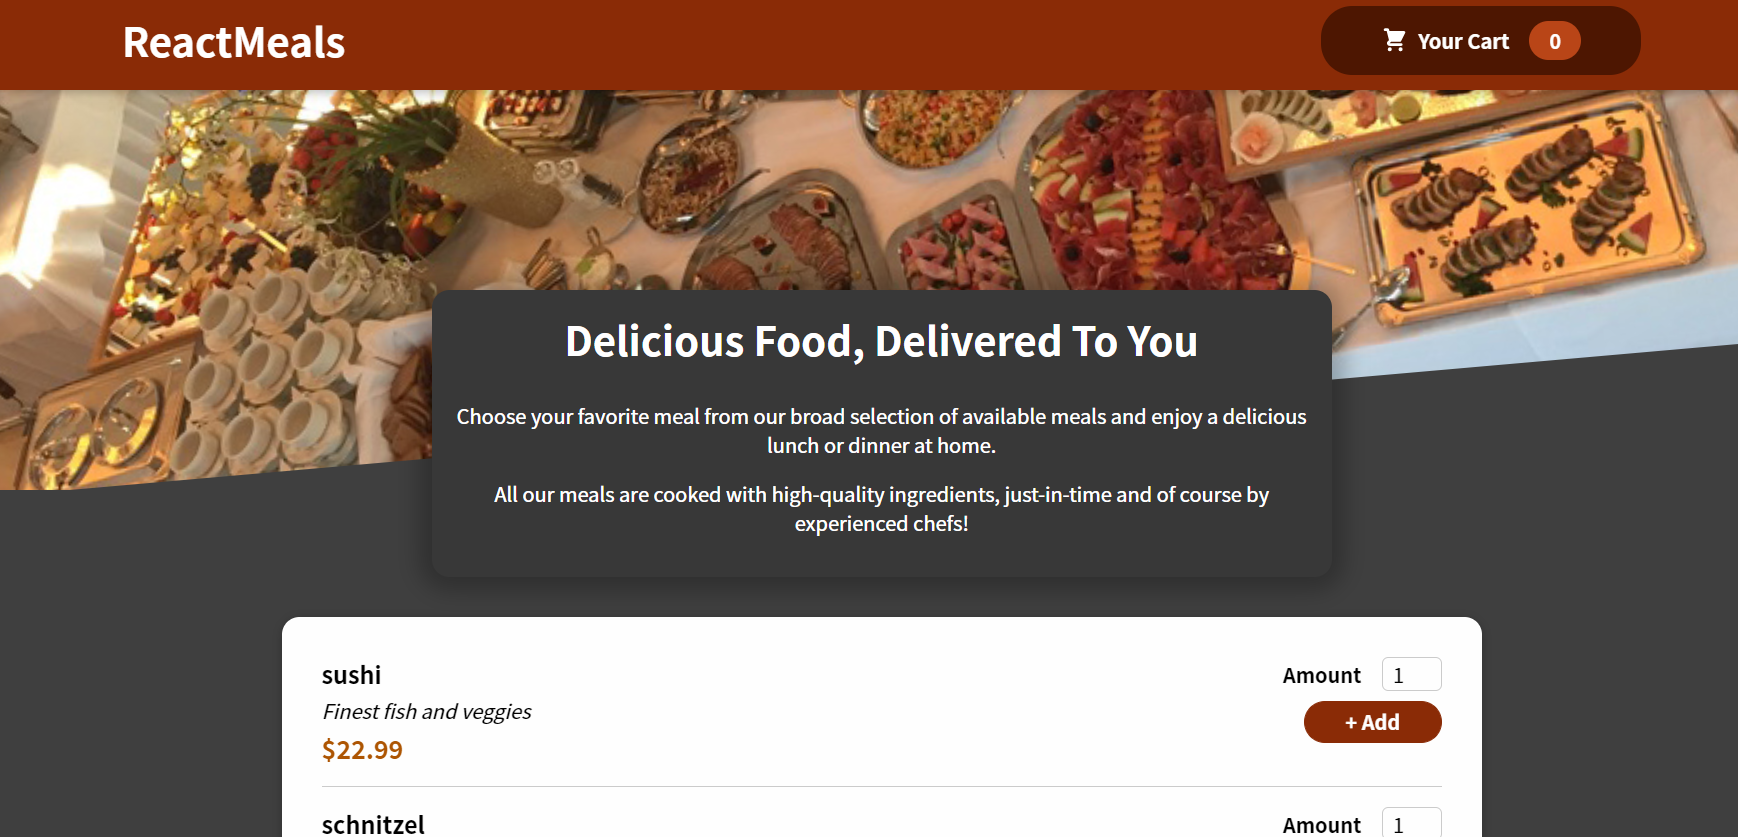 ReactMeals
Your Cart 0
Delicious Food, Delivered To You
Choose your favorite meal from our broad selection of available meals and enjoy a delicious
lunch or dinner at home.
All our meals are cooked with high-quality ingredients, just-in-time and of course by
experienced chefs!
sushi
Finest fish and veggies
$22.99
Amount 1
+ Add
schnitzel
Amount 1